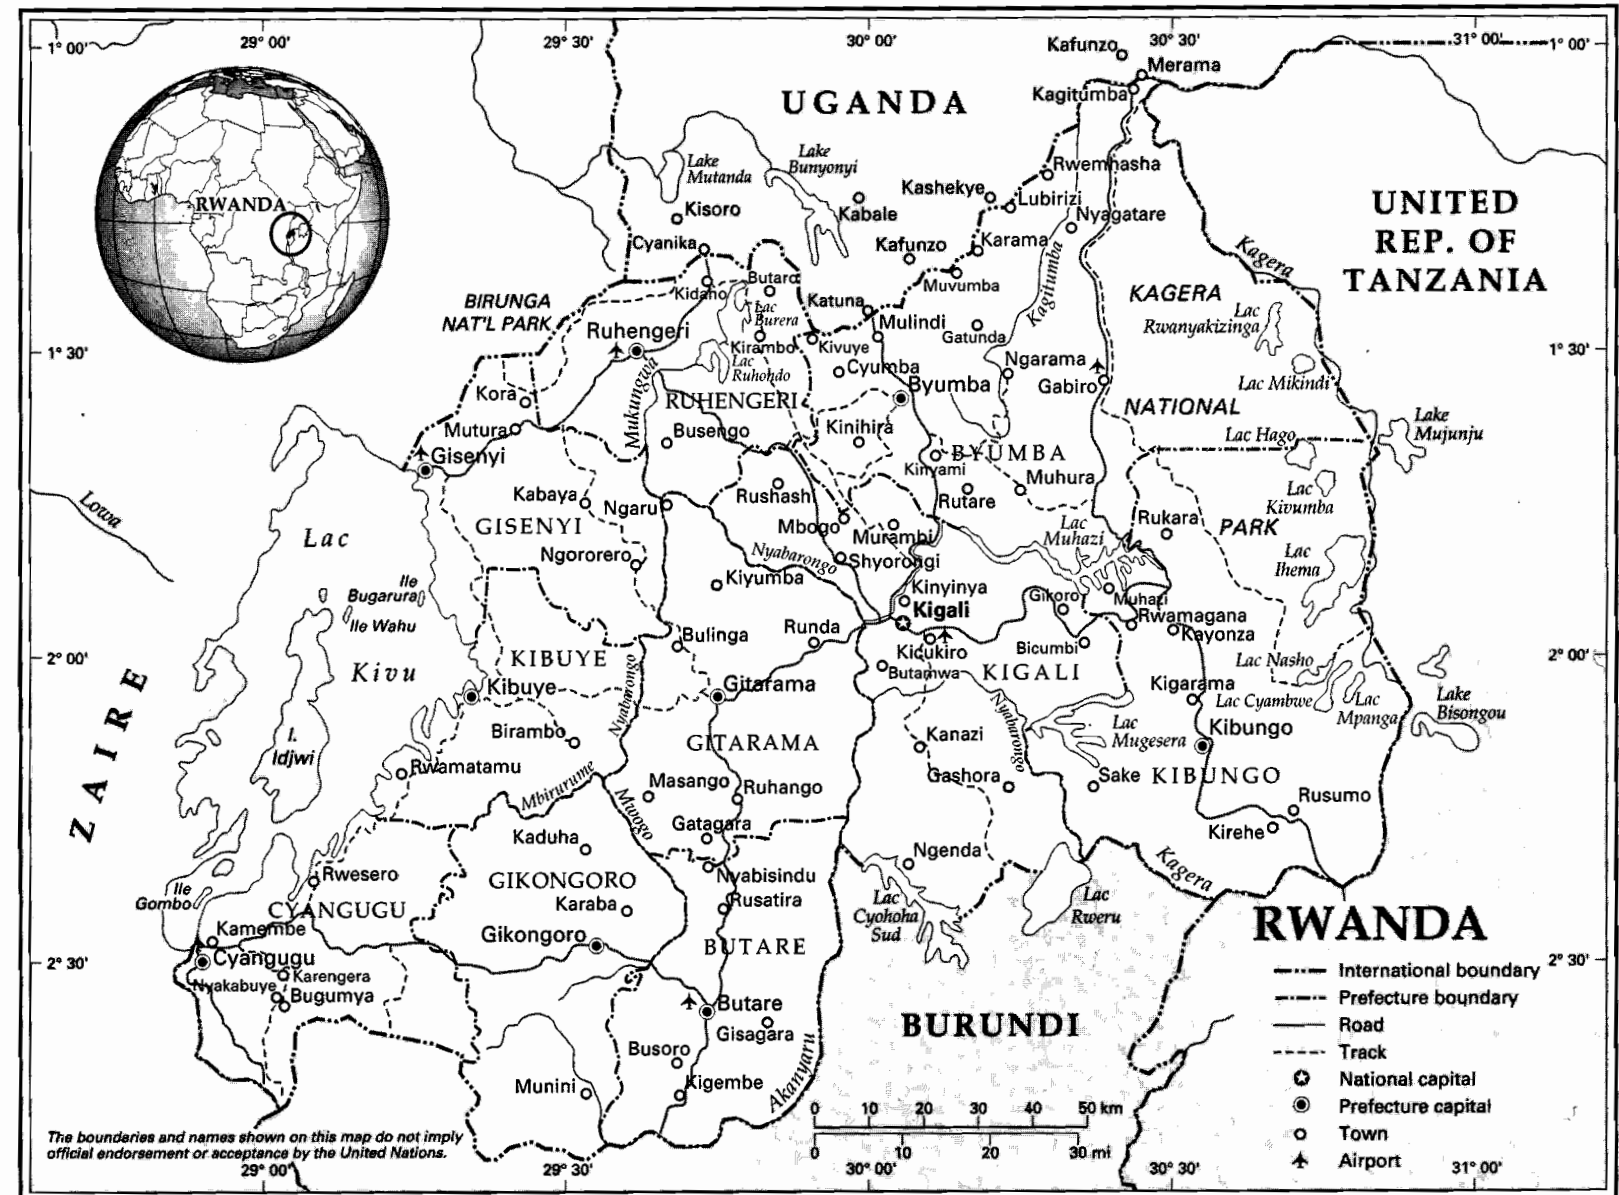 29° 00'
29° 30'
30° 00'
30° 30'
31° 00'
1° 00'
1° 00'
Kafunzo
Merama
Kagitumba
UGANDA
Lake
Mutanda
Lake
Bunyonyi
Rwemhasha
Kashekye
Lubirizi
Kisoro
Kabale
Nyagatare
RWANDA
UNITED
REP. OF
TANZANIA
Cyanika
Kafunzo
Karama
Kagera
Butaro
Muvumba
Kidaho
Kagitumba
KAGERA
BIRUNGA
NAT'L PARK
Lac
Burera
Katuna
Mulindi
Lac
Rwanyakizinga
Ruhengeri
Gatunda
Kirambo
Kivuye
1° 30'
1° 30'
Lac
Ruhondo
Cyumba
Ngarama
Gabiro
Lac Mikindi
Byumba
Kora
Mukungwa
RUHENGERI
NATIONAL
Mutura
Busengo
Kinihira
Lac Hago
Lake
Mujunju
Gisenyi
Kinyami
BYUMBA
Muhura
Kabaya
Ngaru
Rushashi
Rutare
Lac
Kivumba
Lowa
GISENYI
Mbogo
Murambi
Lac
Muhazi
Rukara
PARK
Lac
Ngororero
Nyabarongo
Shyorongi
Lac
Ihema
Kiyumba
Kinyinya
Ile
Bugarura
Gikoro
Muhazi
Kigali
Ile Wahu
Rwamagana
Kayonza
Bulinga
Runda
Kicukiro
Bicumbi
2° 00'
2° 00'
KIBUYE
Butamwa
KIGALI
Lac Nasho
Kivu
Kibuye
Nyabarongo
Gitarama
Kigarama
Lac Cyambwe
Lac
Mpanga
Lake
Bisongou
ZAIRE
Nyabarongo
Birambo
GITARAMA
Kanazi
Lac
Mugesera
Kibungo
I.
Idjwi
Rwamatamu
Masango
Ruhango
Gashora
Sake
KIBUNGO
Mbirurume
Mwogo
Rusumo
Kaduha
Gatagara
Kirehe
Ngenda
Kagera
Rwesero
GIKONGORO
Nyabisindu
Ile
Gombo
CYANGUGU
Karaba
Rusatira
Lac
Cyohoha
Sud
Lac
Rweru
Kamembe
Gikongoro
BUTARE
RWANDA
Cyangugu
2° 30'
2° 30'
Karengera
Nyakabuye
Bugumya
Butare
BURUNDI
Gisagara
Busoro
Munini
Kigembe
Akanyaru
International boundary
Prefecture boundary
Road
Track
National capital
Prefecture capital
Town
Airport
0 10 20 30 40 50 km
0 10 20 30 mi
The boundaries and names shown on this map do not imply
official endorsement or acceptance by the United Nations.
29° 00'
29° 30'
30° 00'
30° 30'
31° 00'